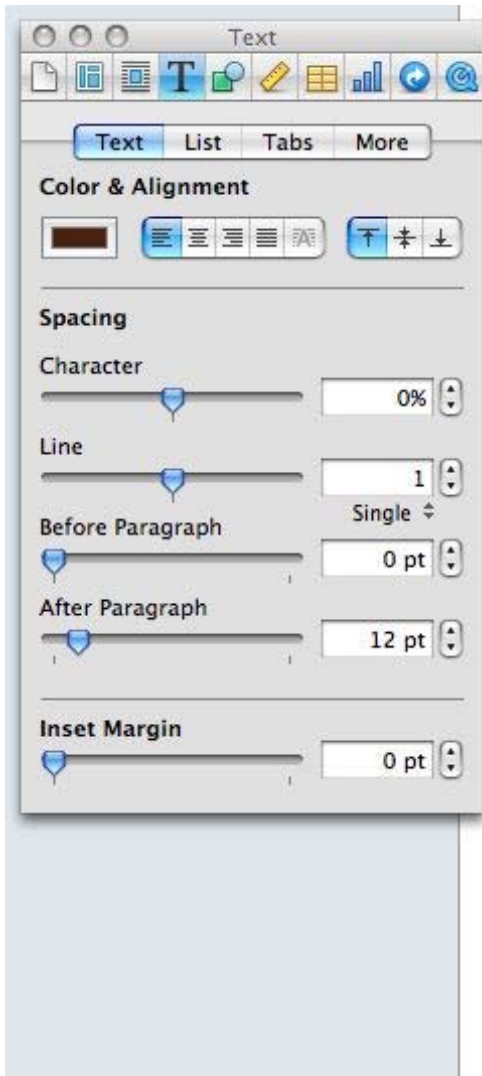 Text
T
Text List Tabs More
Color & Alignment
A
Spacing
Character
0%
Line
1
Single
Before Paragraph
0 pt
After Paragraph
12 pt
Inset Margin
0 pt